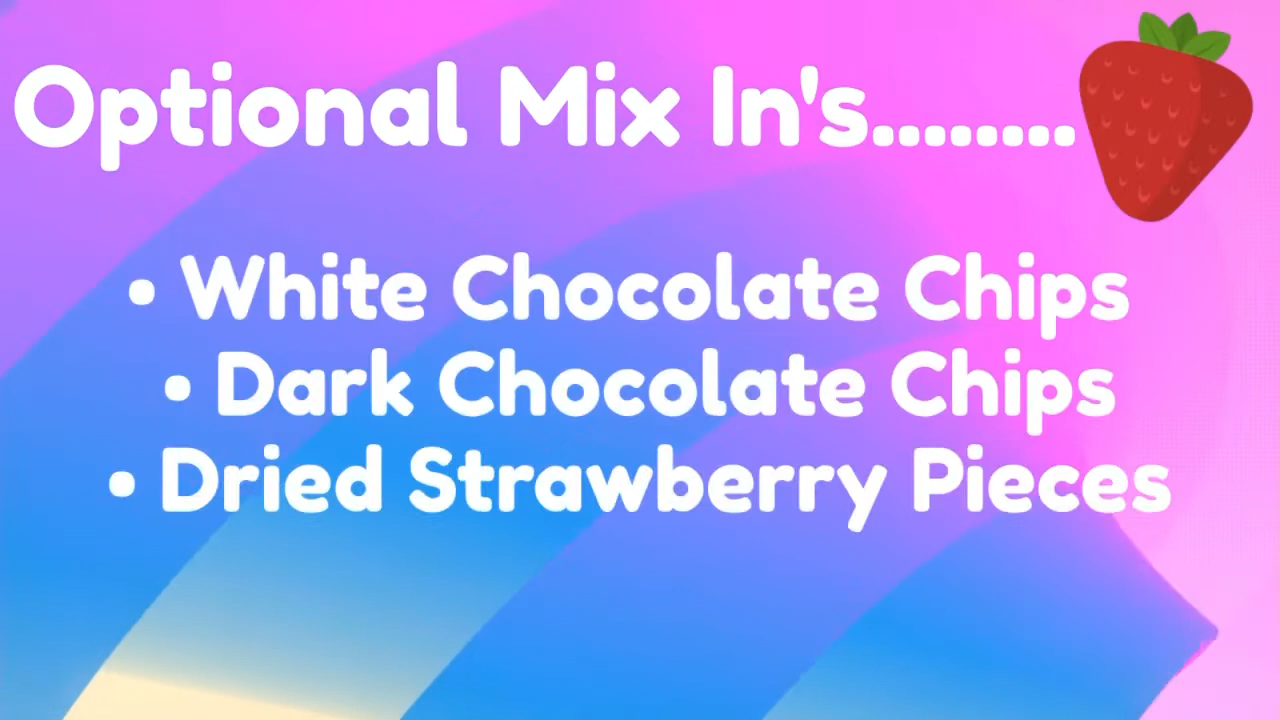 Optional Mix In's........
• White Chocolate Chips
• Dark Chocolate Chips
• Dried Strawberry Pieces